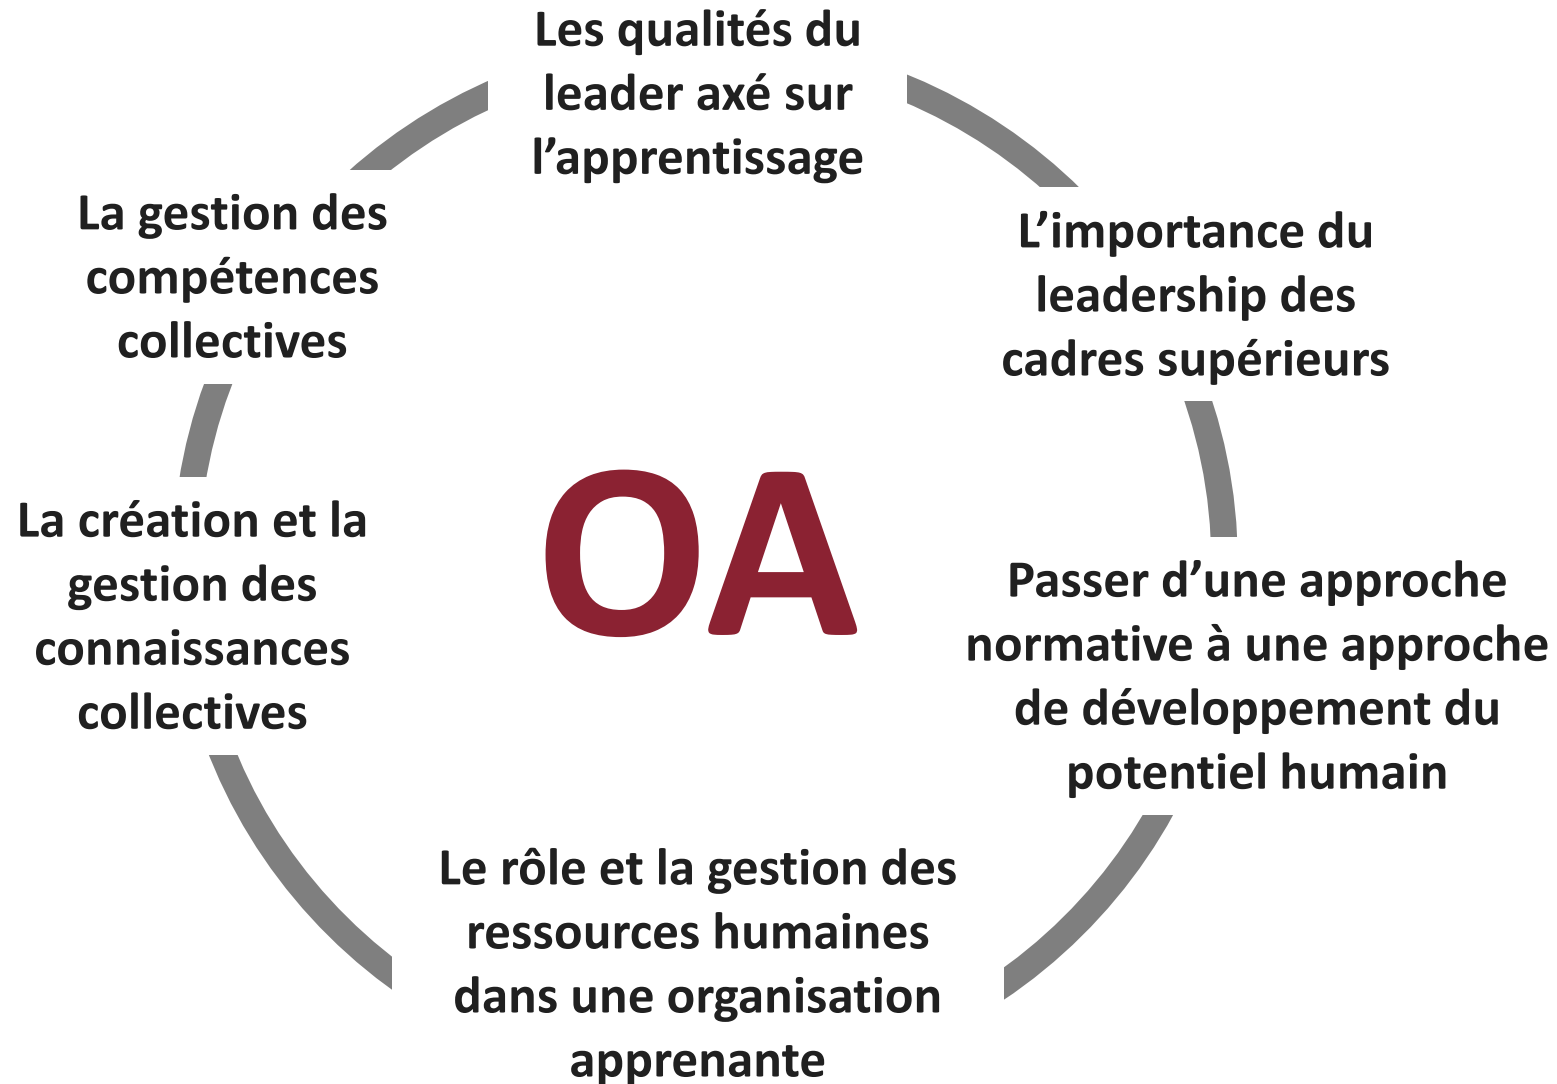 Les qualités du
leader axé sur
l’apprentissage
L’importance du
leadership des
cadres supérieurs
Passer d’une approche
normative à une approche
de développement du
potentiel humain
Le rôle et la gestion des
ressources humaines
dans une organisation
apprenante
La création et la
gestion des
connaissances
collectives
La gestion des
compétences
collectives
OA